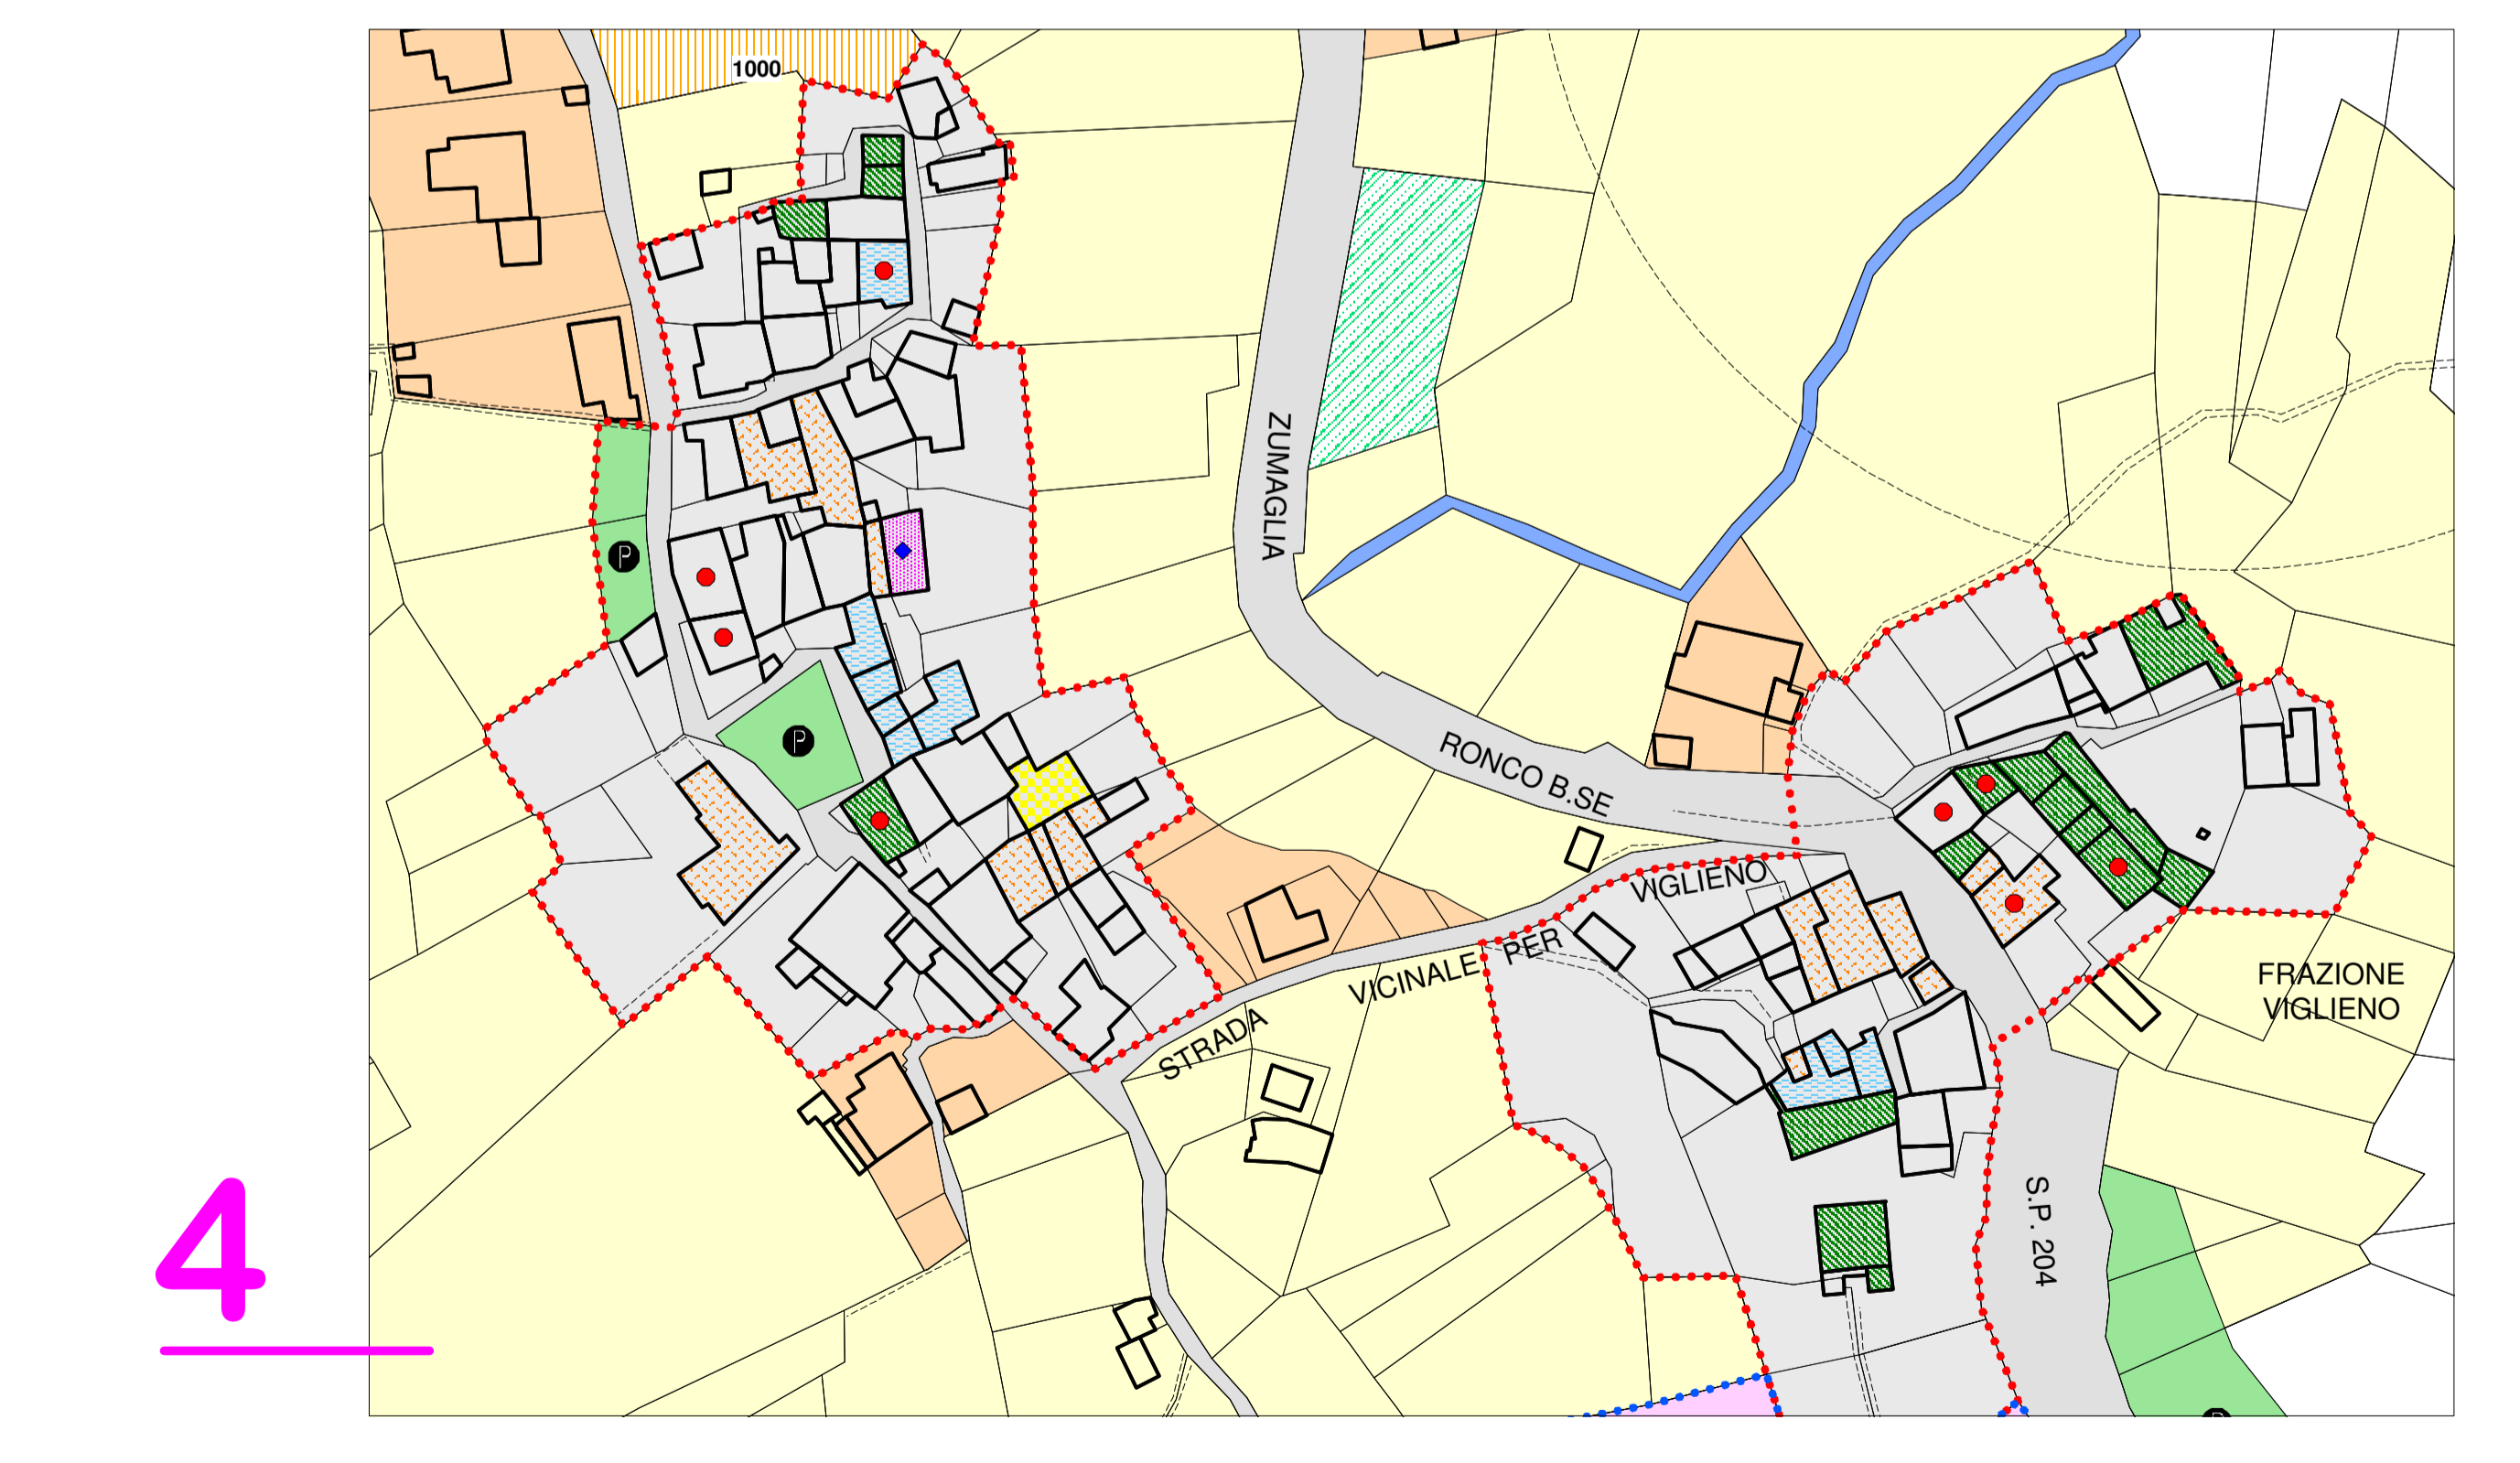 1000
P
ZUMAGLIA
P
RONCO B.SE
VIGLIENO
STRADA VICINALE PER
FRAZIONE
VIGLIENO
S.P. 204
4
P